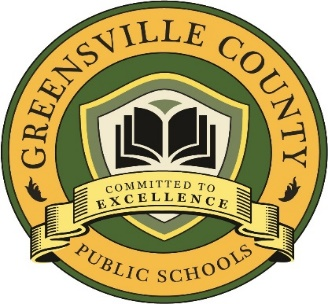 GREENSVILLE COUNTY
COMMITTED TO
EXCELLENCE
PUBLIC SCHOOLS